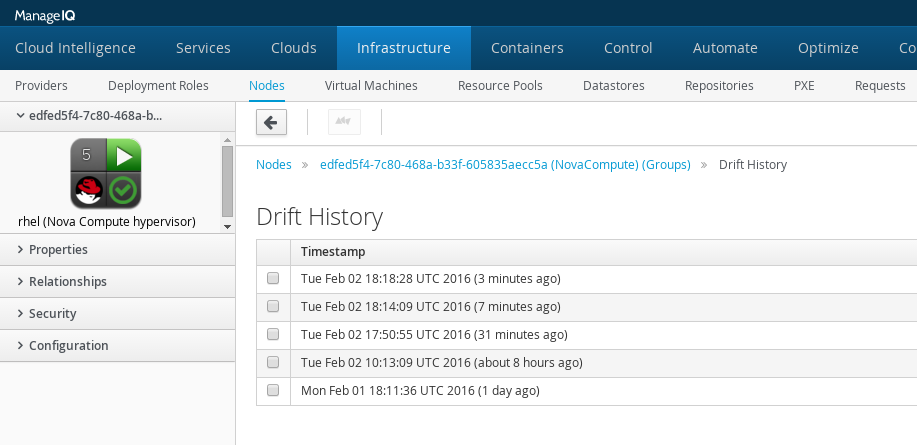 ManageIQ
Cloud Intelligence Services Clouds Infrastructure Containers Control Automate Optimize Co
Providers Deployment Roles Nodes Virtual Machines Resource Pools Datastores Repositories PXE Requests
edfed5f4-7c80-468a-b...
5
rhel (Nova Compute hypervisor)
Properties
Relationships
Security
Configuration
Nodes » edfed5f4-7c80-468a-b33f-605835aecc5a (NovaCompute) (Groups) » Drift History
Drift History
Timestamp
Tue Feb 02 18:18:28 UTC 2016 (3 minutes ago)
Tue Feb 02 18:14:09 UTC 2016 (7 minutes ago)
Tue Feb 02 17:50:55 UTC 2016 (31 minutes ago)
Tue Feb 02 10:13:09 UTC 2016 (about 8 hours ago)
Mon Feb 01 18:11:36 UTC 2016 (1 day ago)